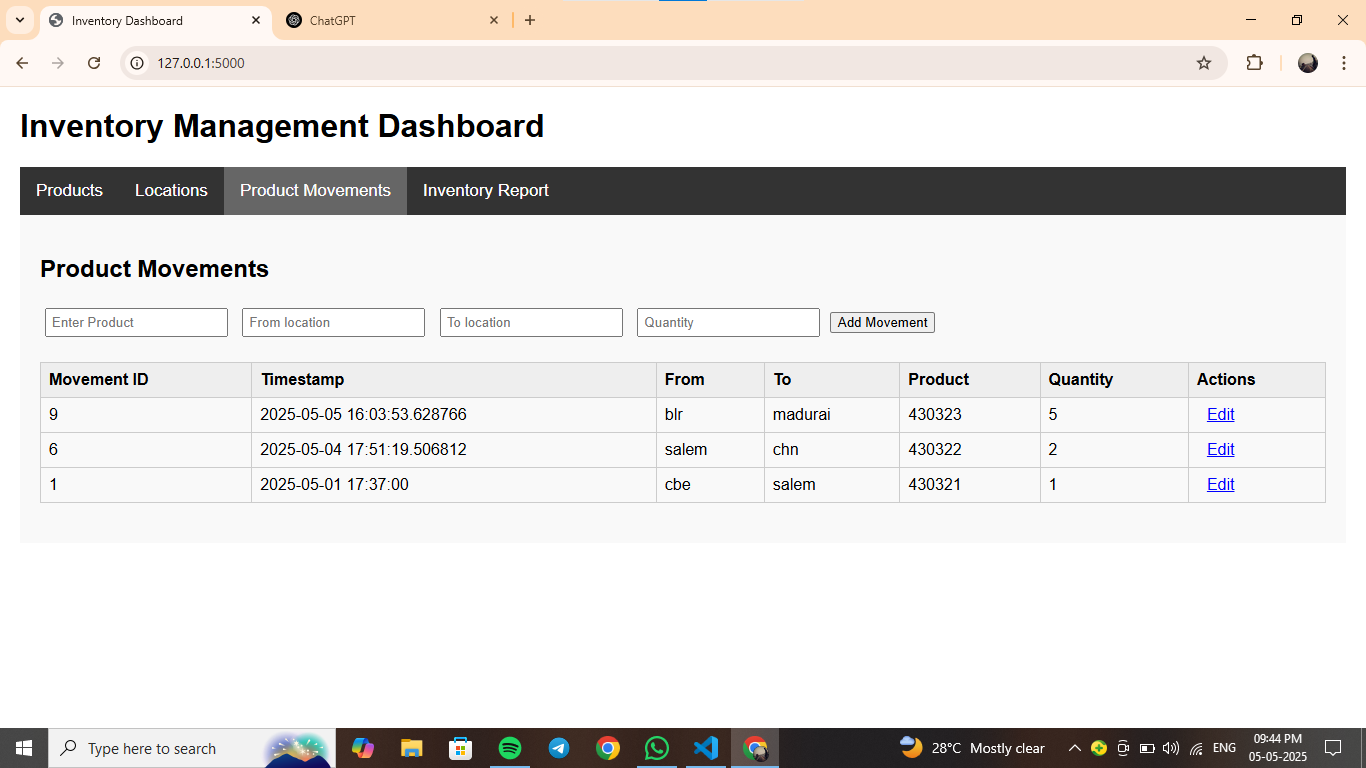 Inventory Dashboard
ChatGPT
127.0.0.1:5000
Inventory Management Dashboard
Products Locations Product Movements Inventory Report
Product Movements
Enter Product From location To location Quantity Add Movement
Movement ID Timestamp From To Product Quantity Actions
9 2025-05-05 16:03:53.628766 blr madurai 430323 5 Edit
6 2025-05-04 17:51:19.506812 salem chn 430322 2 Edit
1 2025-05-01 17:37:00 cbe salem 430321 1 Edit
Type here to search
28°C Mostly clear
ENG
09:44 PM
05-05-2025